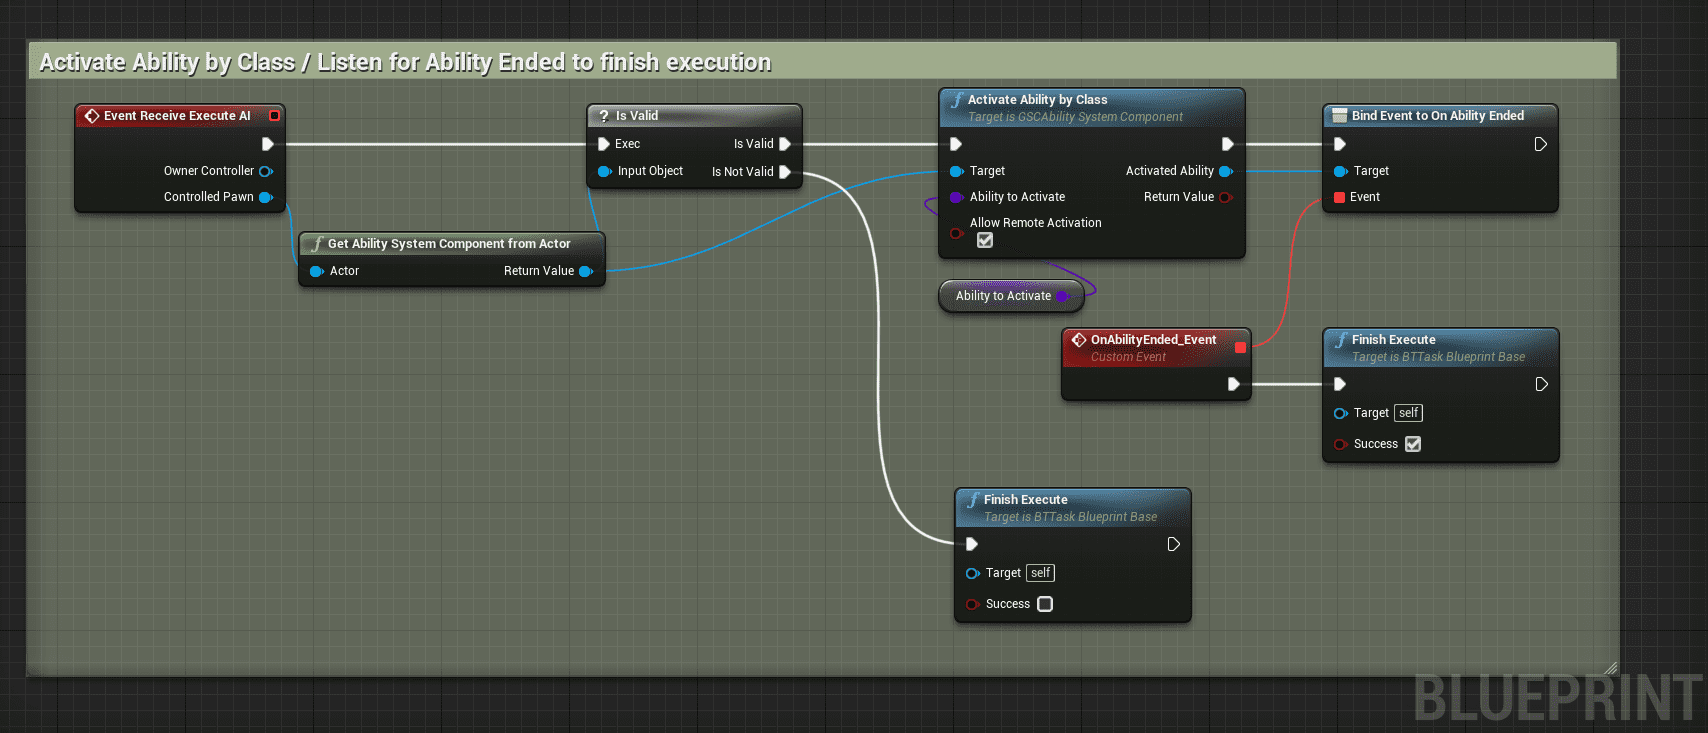 Activate Ability by Class / Listen for Ability Ended to finish execution
Event Receive Execute AI
Owner Controller
Controlled Pawn
Get Ability System Component from Actor
Actor
Return Value
? Is Valid
Exec
Is Valid
Input Object
Is Not Valid
Activate Ability by Class
Target is GSCAbility System Component
Target
Activated Ability
Ability to Activate
Return Value
Allow Remote Activation
Ability to Activate
Bind Event to On Ability Ended
Target
Event
OnAbilityEnded_Event
Custom Event
Finish Execute
Target is BTTask Blueprint Base
Target self
Success
Finish Execute
Target is BTTask Blueprint Base
Target self
Success
BLUEPRINT